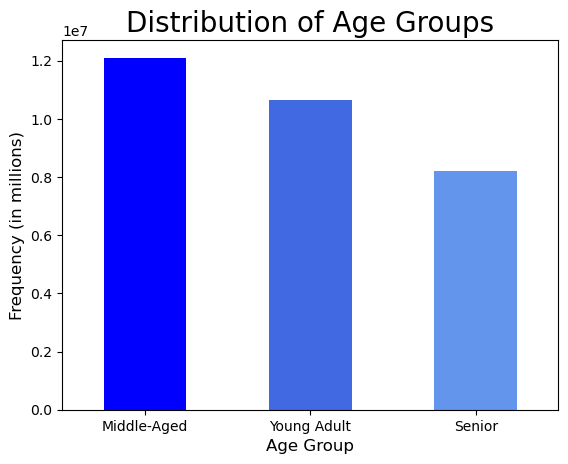 Distribution of Age Groups
1e7
1.2
1.0
0.8
0.6
0.4
0.2
0.0
Frequency (in millions)
Middle-Aged Young Adult Senior
Age Group